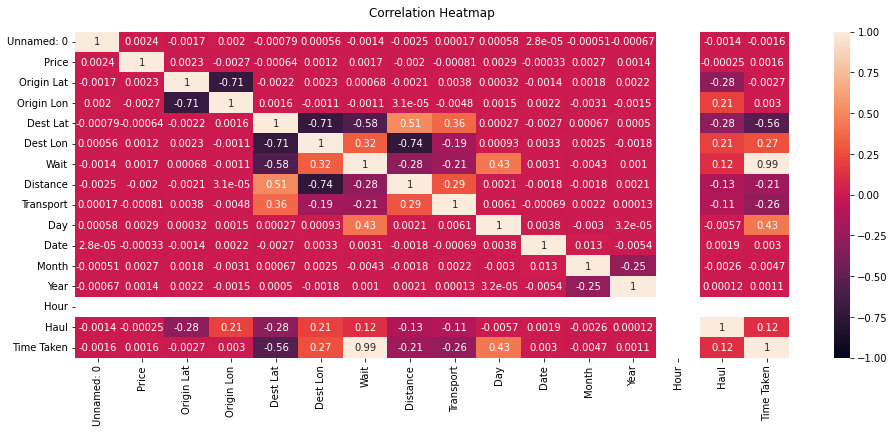 Correlation Heatmap
Unnamed: 0 1 0.0024 -0.0017 0.002 -0.00079 0.00056 -0.0014 -0.0025 0.00017 0.00058 2.8e-05 -0.00051 -0.00067 -0.0014 -0.0016
Price 0.0024 1 0.0023 -0.0027 -0.00064 0.0012 0.0017 -0.002 -0.00081 0.0029 -0.00033 0.0027 0.0014 -0.00025 0.0016
Origin Lat -0.0017 0.0023 1 -0.71 -0.0022 0.0023 0.00068 -0.0021 0.0038 0.00032 -0.0014 0.0018 0.0022 -0.28 -0.0027
Origin Lon 0.002 -0.0027 -0.71 1 0.0016 -0.0011 -0.0011 3.1e-05 -0.0048 0.0015 0.0022 -0.0031 -0.0015 0.21 0.003
Dest Lat -0.00079 -0.00064 -0.0022 0.0016 1 -0.71 -0.58 0.51 0.36 0.00027 -0.0027 0.00067 0.0005 -0.28 -0.56
Dest Lon 0.00056 0.0012 0.0023 -0.0011 -0.71 1 0.32 -0.74 -0.19 0.00093 0.0033 0.0025 -0.0018 0.21 0.27
Wait -0.0014 0.0017 0.00068 -0.0011 -0.58 0.32 1 -0.28 -0.21 0.43 0.0031 -0.0043 0.001 0.12 0.99
Distance -0.0025 -0.002 -0.0021 3.1e-05 0.51 -0.74 -0.28 1 0.29 0.0021 -0.0018 -0.0018 0.0021 -0.13 -0.21
Transport 0.00017 -0.00081 0.0038 -0.0048 0.36 -0.19 -0.21 0.29 1 0.0061 -0.00069 0.0022 0.00013 -0.11 -0.26
Day 0.00058 0.0029 0.00032 0.0015 0.00027 0.00093 0.43 0.0021 0.0061 1 0.0038 -0.003 3.2e-05 -0.0057 0.43
Date 2.8e-05 -0.00033 -0.0014 0.0022 -0.0027 0.0033 0.0031 -0.0018 -0.00069 0.0038 1 0.013 -0.0054 0.0019 0.003
Month -0.00051 0.0027 0.0018 -0.0031 0.00067 0.0025 -0.0043 -0.0018 0.0022 -0.003 0.013 1 -0.25 -0.0026 -0.0047
Year -0.00067 0.0014 0.0022 -0.0015 0.0005 -0.0018 0.001 0.0021 0.00013 3.2e-05 -0.0054 -0.25 1 0.00012 0.0011
Hour
Haul -0.0014 -0.00025 -0.28 0.21 -0.28 0.21 0.12 -0.13 -0.11 -0.0057 0.0019 -0.0026 0.00012 1 0.12
Time Taken -0.0016 0.0016 -0.0027 0.003 -0.56 0.27 0.99 -0.21 -0.26 0.43 0.003 -0.0047 0.0011 0.12 1
Unnamed: 0
Price
Origin Lat
Origin Lon
Dest Lat
Dest Lon
Wait
Distance
Transport
Day
Date
Month
Year
Hour
Haul
Time Taken
1.00
0.75
0.50
0.25
0.00
-0.25
-0.50
-0.75
-1.00